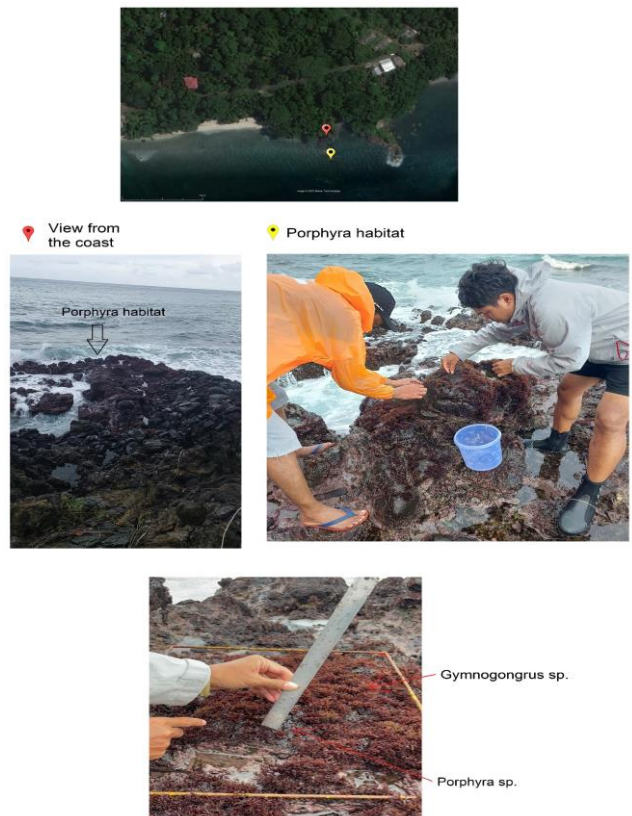 View from
the coast
Porphyra habitat
Porphyra habitat
Gymnogongrus sp.
Porphyra sp.